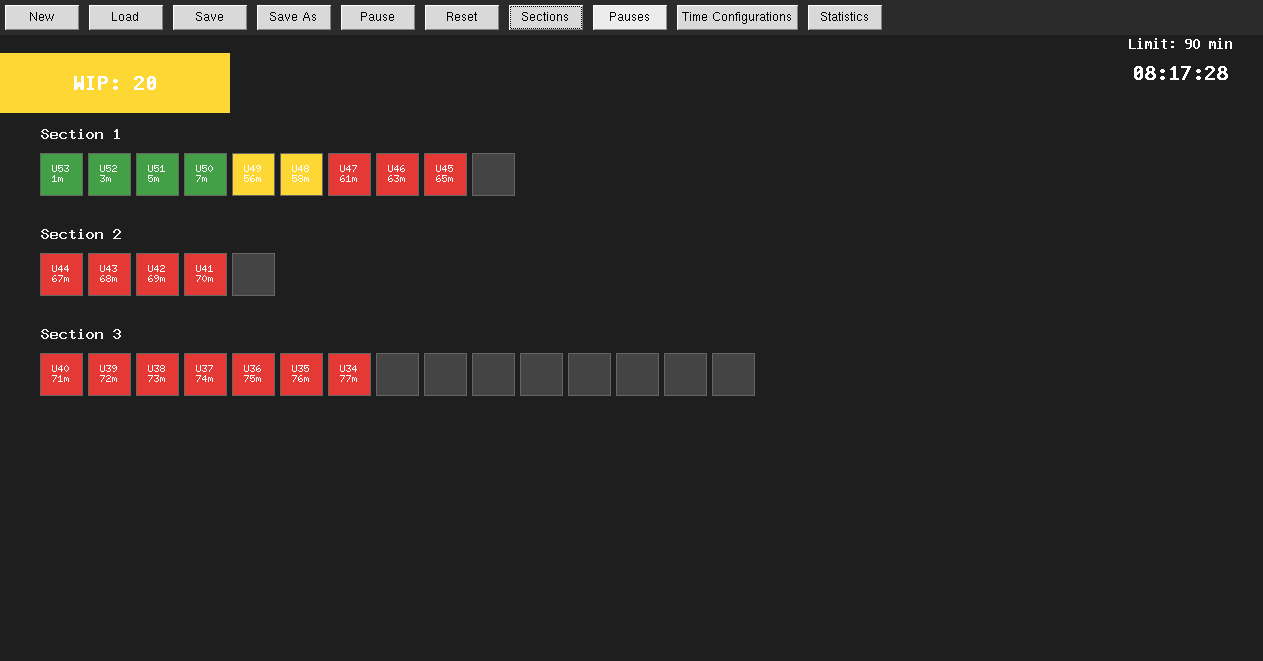 New Load Save Save As Pause Reset Sections Pauses Time Configurations Statistics
Limit: 90 min
08:17:28
WIP: 20
Section 1
U53 U52 U51 U50 U49 U48 U47 U46 U45
1m 3m 5m 7m 56m 58m 61m 63m 65m
Section 2
U44 U43 U42 U41
67m 68m 69m 70m
Section 3
U40 U39 U38 U37 U36 U35 U34
71m 72m 73m 74m 75m 76m 77m